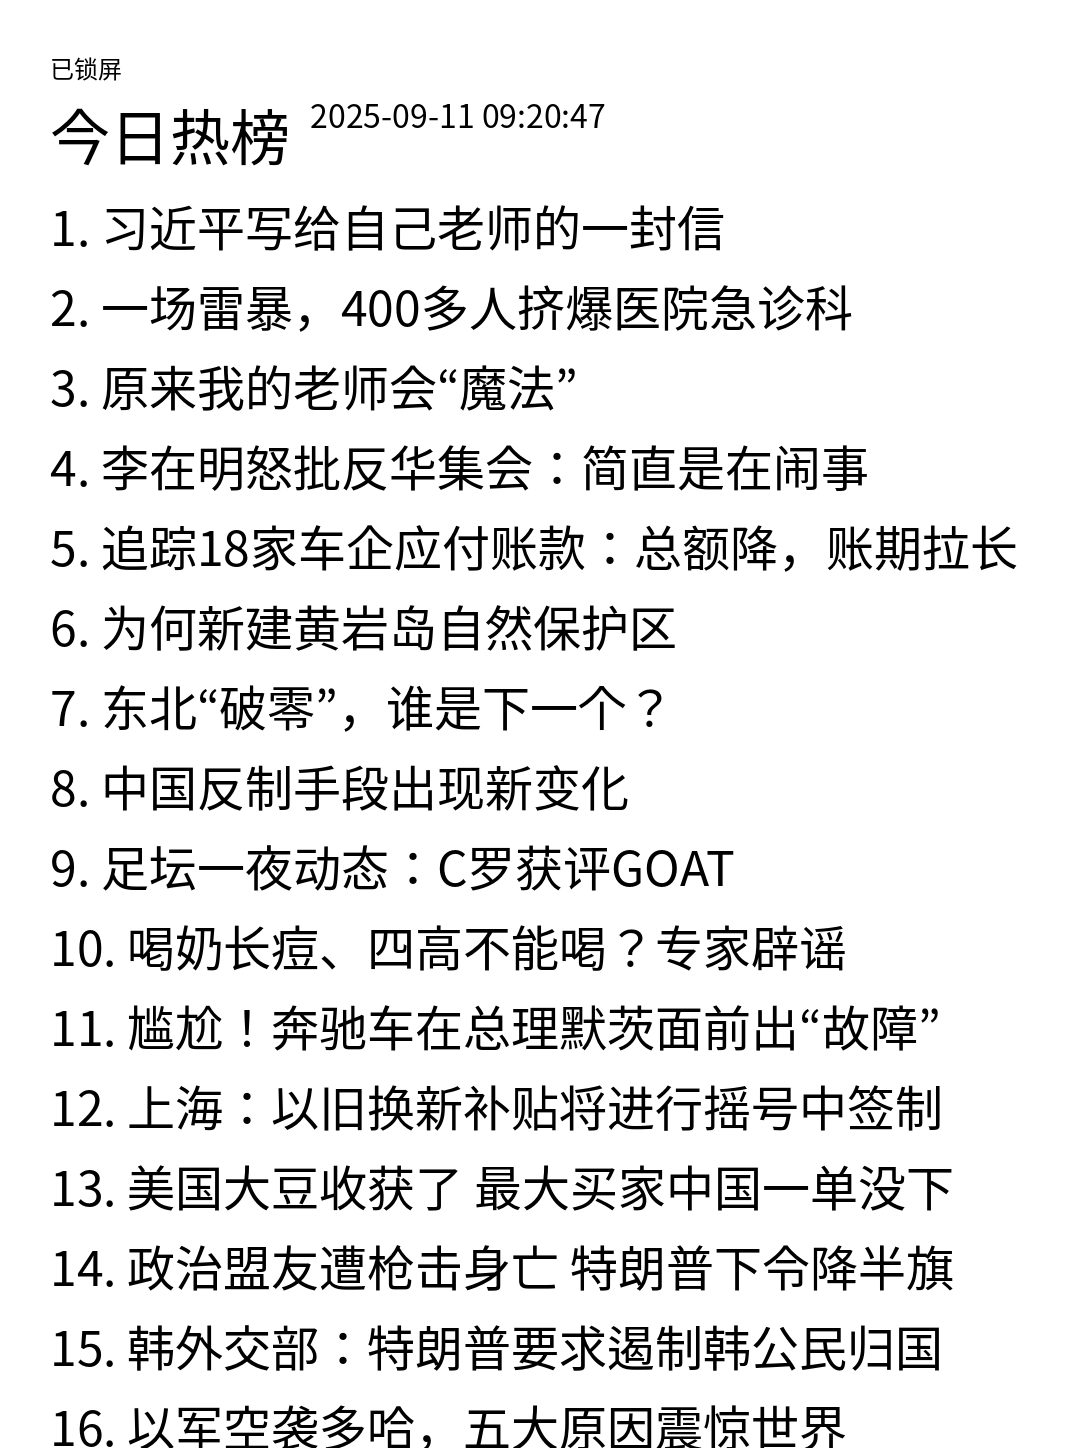 已锁屏
今日热榜 2025-09-11 09:20:47
1. 习近平写给自己老师的一封信
2. 一场雷暴，400多人挤爆医院急诊科
3. 原来我的老师会“魔法”
4. 李在明怒批反华集会：简直是在闹事
5. 追踪18家车企应付账款：总额降，账期拉长
6. 为何新建黄岩岛自然保护区
7. 东北“破零”，谁是下一个？
8. 中国反制手段出现新变化
9. 足坛一夜动态：C罗获评GOAT
10. 喝奶长痘、四高不能喝？专家辟谣
11. 尴尬！奔驰车在总理默茨面前出“故障”
12. 上海：以旧换新补贴将进行摇号中签制
13. 美国大豆收获了 最大买家中国一单没下
14. 政治盟友遭枪击身亡 特朗普下令降半旗
15. 韩外交部：特朗普要求遏制韩公民归国
16. 以军空袭多哈，五大原因震惊世界